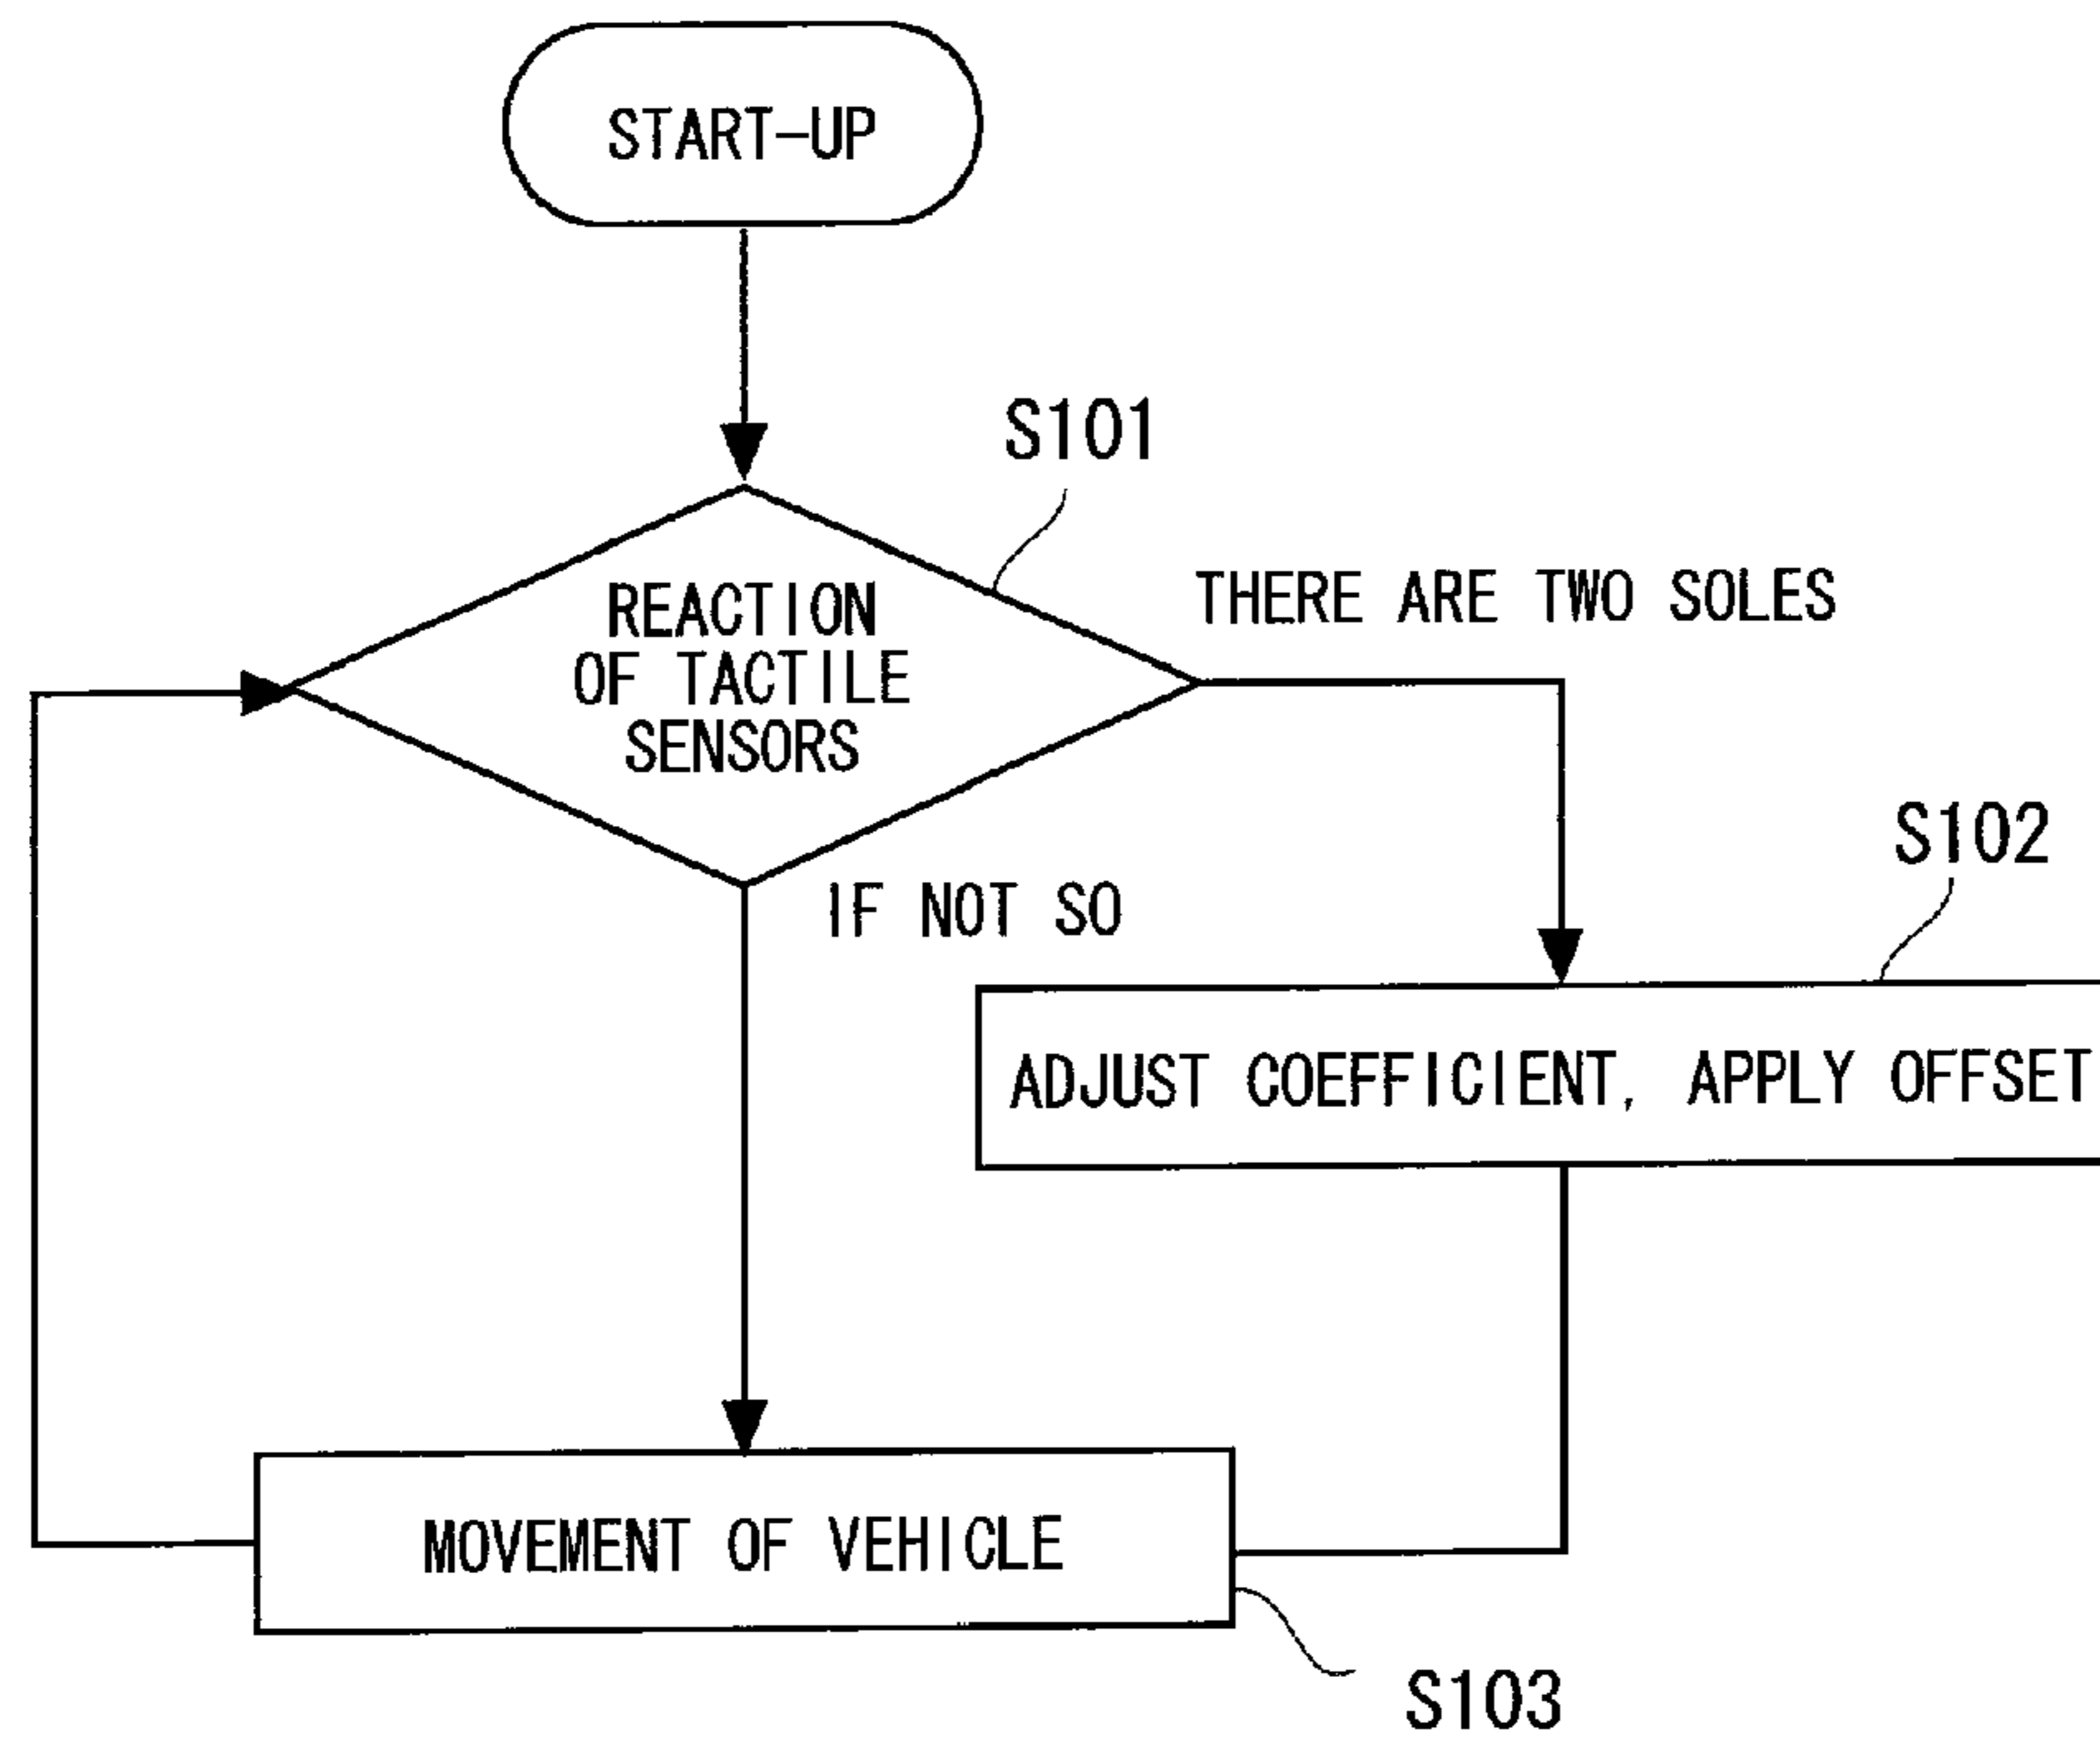 START-UP
S101
REACTION
OF TACTILE
SENSORS
THERE ARE TWO SOLES
IF NOT SO
S102
ADJUST COEFFICIENT, APPLY OFFSET
MOVEMENT OF VEHICLE
S103